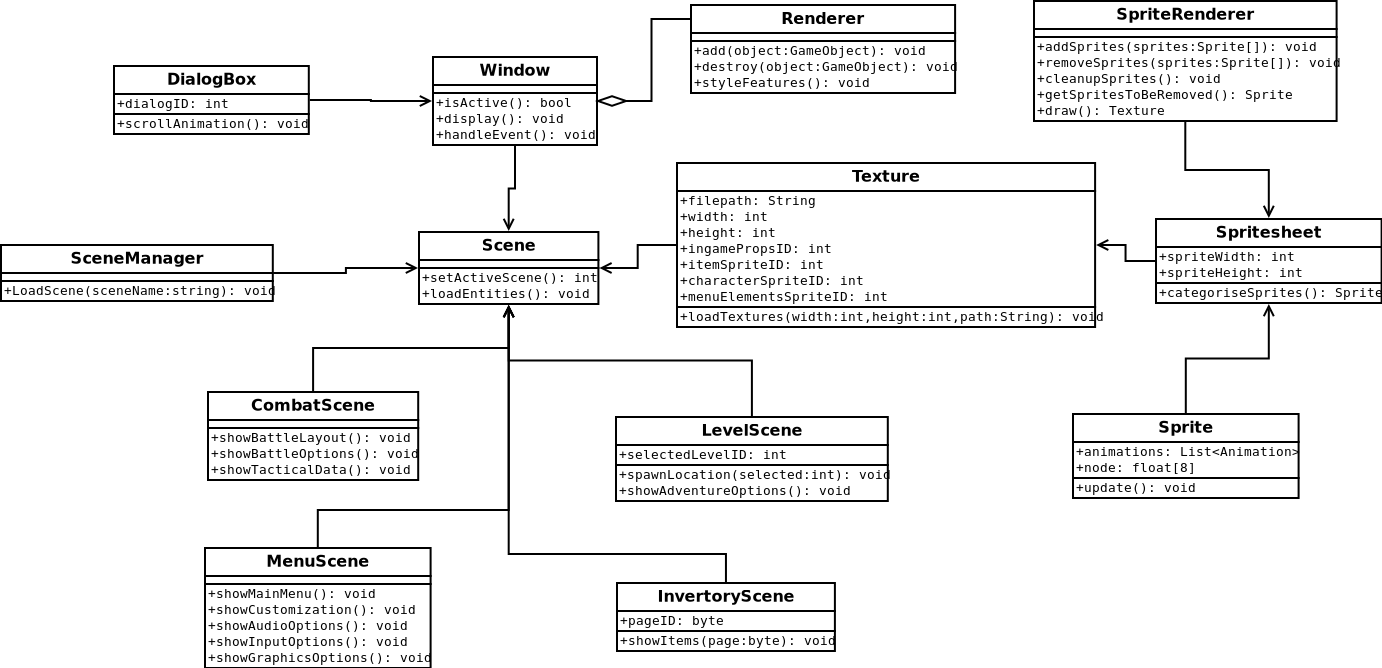 Renderer
+add(object:GameObject): void
+destroy(object:GameObject): void
+styleFeatures(): void
SpriteRenderer
+addSprites(sprites:Sprite[]): void
+removeSprites(sprites:Sprite[]): void
+cleanupSprites(): void
+getSpritesToBeRemoved(): Sprite
+draw(): Texture
DialogBox
+dialogID: int
+scrollAnimation(): void
Window
+isActive(): bool
+display(): void
+handleEvent(): void
Texture
+filepath: String
+width: int
+height: int
+ingamePropsID: int
+itemSpriteID: int
+characterSpriteID: int
+menuElementsSpriteID: int
+loadTextures(width:int,height:int,path:String): void
Spritesheet
+spriteWidth: int
+spriteHeight: int
+categoriseSprites(): Sprite
SceneManager
+LoadScene(sceneName:string): void
Scene
+setActiveScene(): int
+loadEntities(): void
CombatScene
+showBattleLayout(): void
+showBattleOptions(): void
+showTacticalData(): void
LevelScene
+selectedLevelID: int
+spawnLocation(selected:int): void
+showAdventureOptions(): void
Sprite
+animations: List<Animation>
+node: float[8]
+update(): void
MenuScene
+showMainMenu(): void
+showCustomization(): void
+showAudioOptions(): void
+showInputOptions(): void
+showGraphicsOptions(): void
InvertoryScene
+pageID: byte
+showItems(page:byte): void